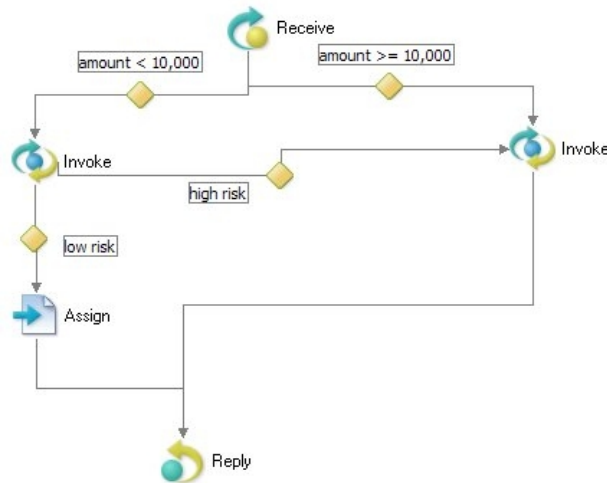 Receive
amount < 10,000
amount >= 10,000
Invoke
Invoke
high risk
low risk
Assign
Reply